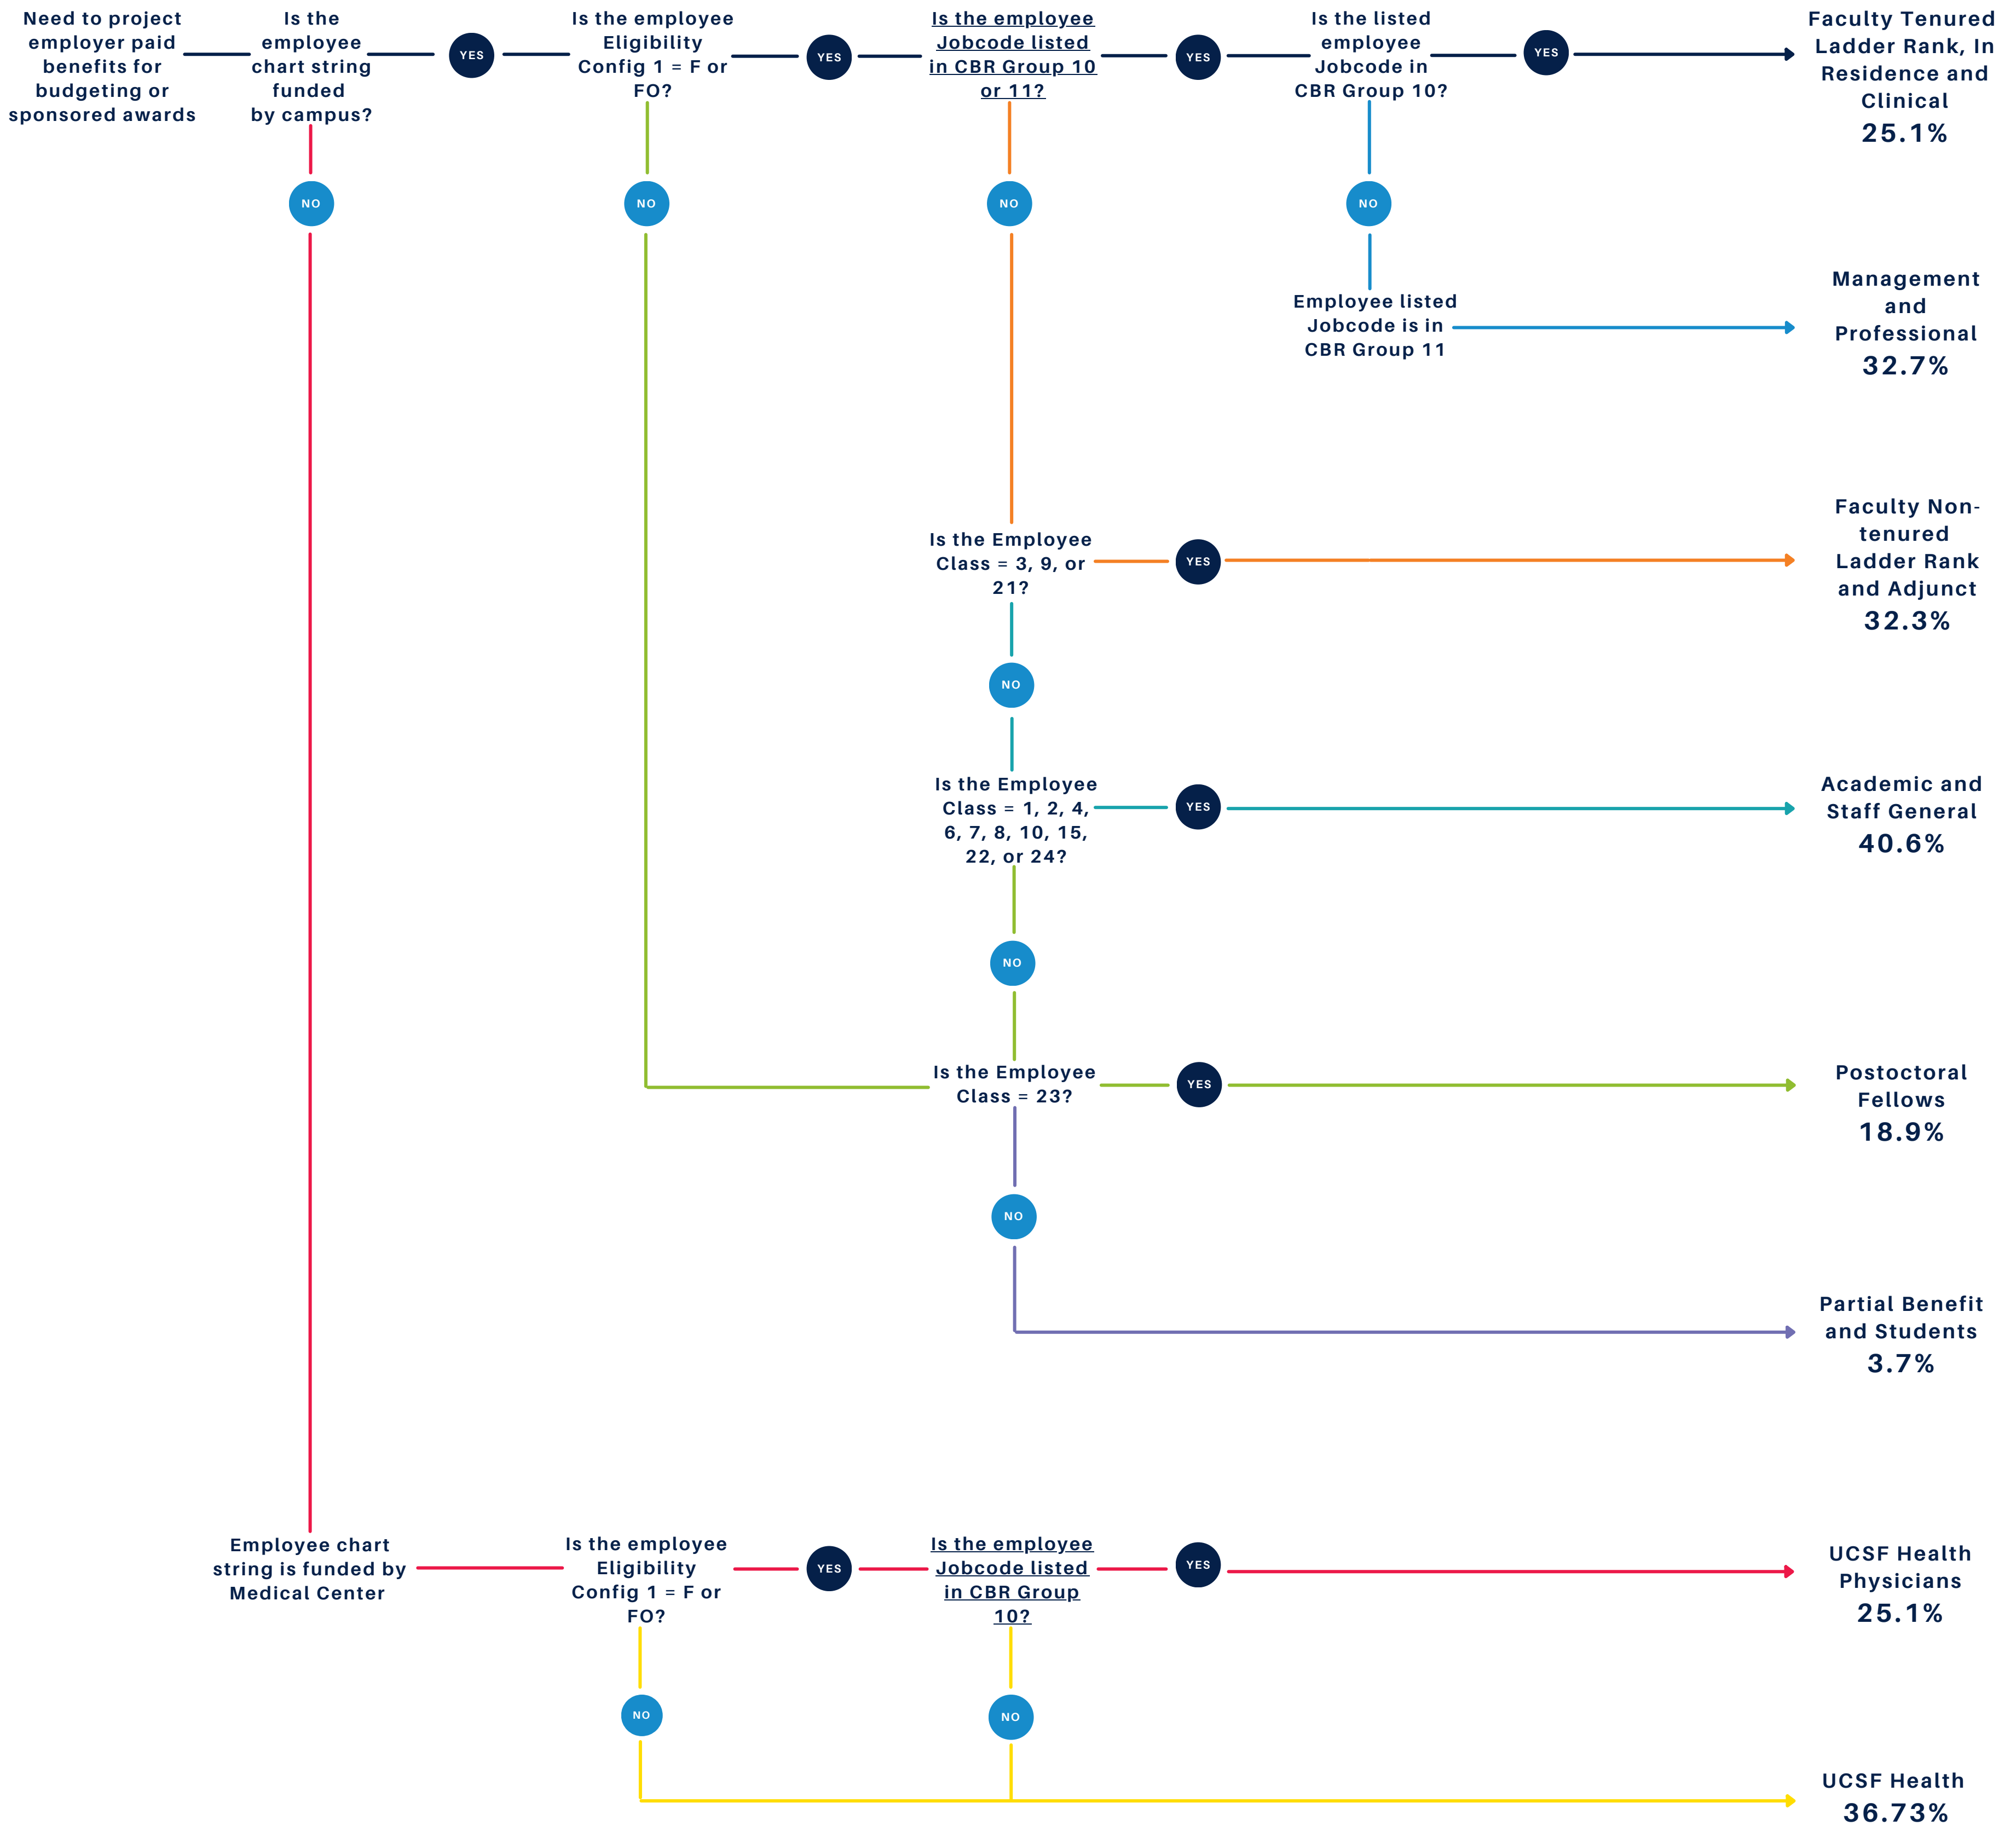 Need to project
employer paid
benefits for
budgeting or
sponsored awards
Is the
employee
chart string
funded
by campus?
YES
Is the employee
Eligibility
Config 1 = F or
FO?
YES
Is the employee
Jobcode listed
in CBR Group 10
or 11?
YES
Is the listed
employee
Jobcode in
CBR Group 10?
YES
Faculty Tenured
Ladder Rank, In
Residence and
Clinical
25.1%
NO
NO
NO
NO
Employee listed
Jobcode is in
CBR Group 11
Management
and
Professional
32.7%
Is the Employee
Class = 3, 9, or
21?
YES
Faculty Non-
tenured
Ladder Rank
and Adjunct
32.3%
NO
Is the Employee
Class = 1, 2, 4,
6, 7, 8, 10, 15,
22, or 24?
YES
Academic and
Staff General
40.6%
NO
Is the Employee
Class = 23?
YES
Postoctoral
Fellows
18.9%
NO
Partial Benefit
and Students
3.7%
Employee chart
string is funded by
Medical Center
Is the employee
Eligibility
Config 1 = F or
FO?
YES
Is the employee
Jobcode listed
in CBR Group
10?
YES
UCSF Health
Physicians
25.1%
NO
NO
UCSF Health
36.73%